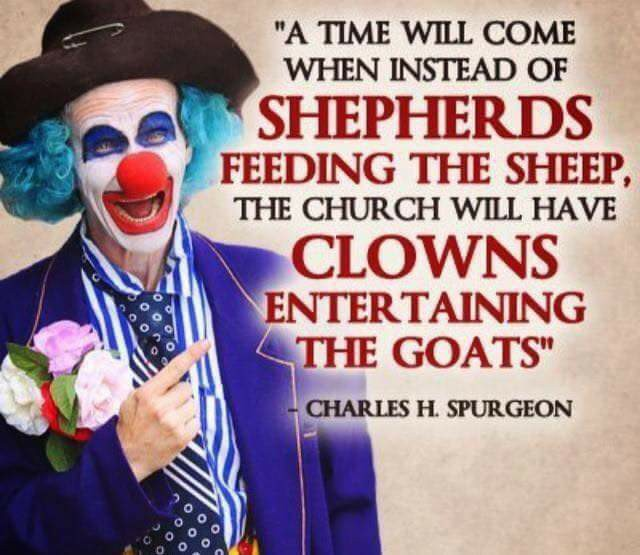 "A TIME WILL COME
WHEN INSTEAD OF
SHEPHERDS
FEEDING THE SHEEP,
THE CHURCH WILL HAVE
CLOWNS
ENTERTAINING
THE GOATS"
- CHARLES H. SPURGEON